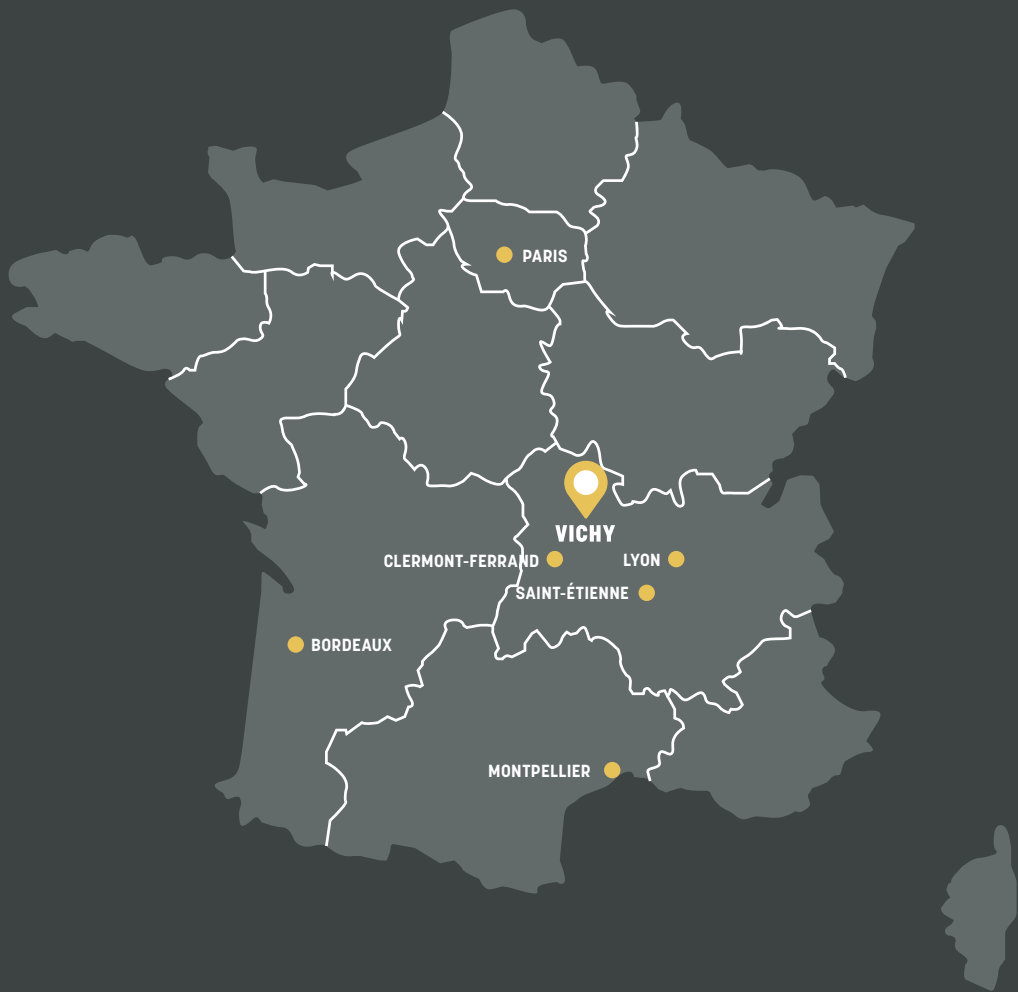 PARIS
VICHY
CLERMONT-FERRAND
LYON
SAINT-ÉTIENNE
BORDEAUX
MONTPELLIER